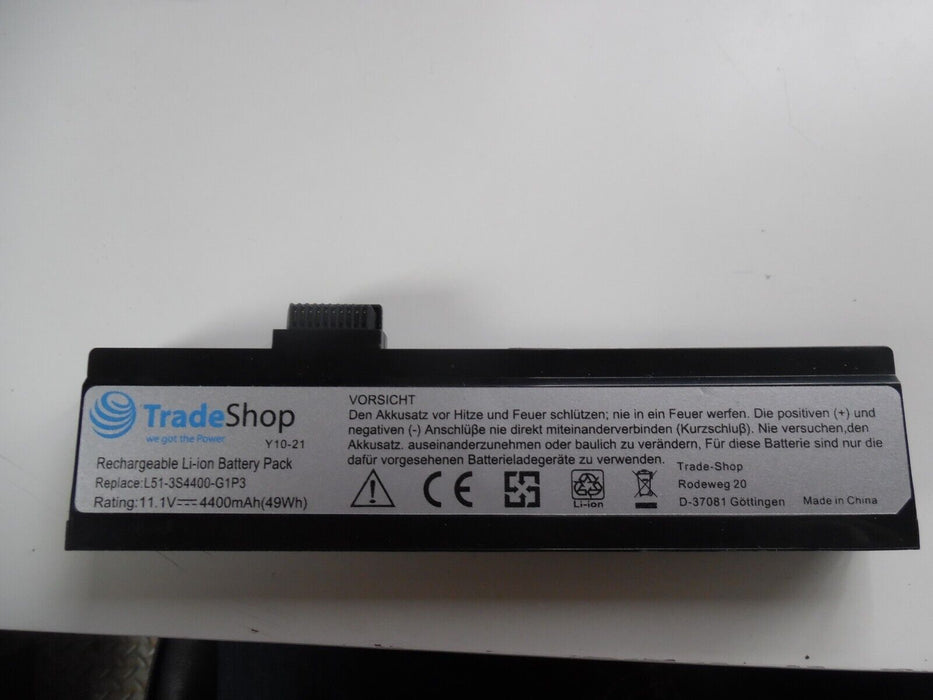 TradeShop
we got the Power
Y10-21
Rechargeable Li-ion Battery Pack
Replace:L51-3S4400-G1P3
Rating:11.1V⎓4400mAh(49Wh)
VORSICHT
Den Akkusatz vor Hitze und Feuer schlützen; nie in ein Feuer werfen. Die positiven (+) und
negativen (-) Anschlüße nie direkt miteinanderverbinden (Kurzschluβ). Nie versuchen,den
Akkusatz. auseinanderzunehmen oder baulich zu verändern, Für diese Batterie sind nur die
dafür vorgesehenen Batterieladegeräte zu verwenden.
CE
Li-ion
Trade-Shop
Rodeweg 20
D-37081 Göttingen
Made in China